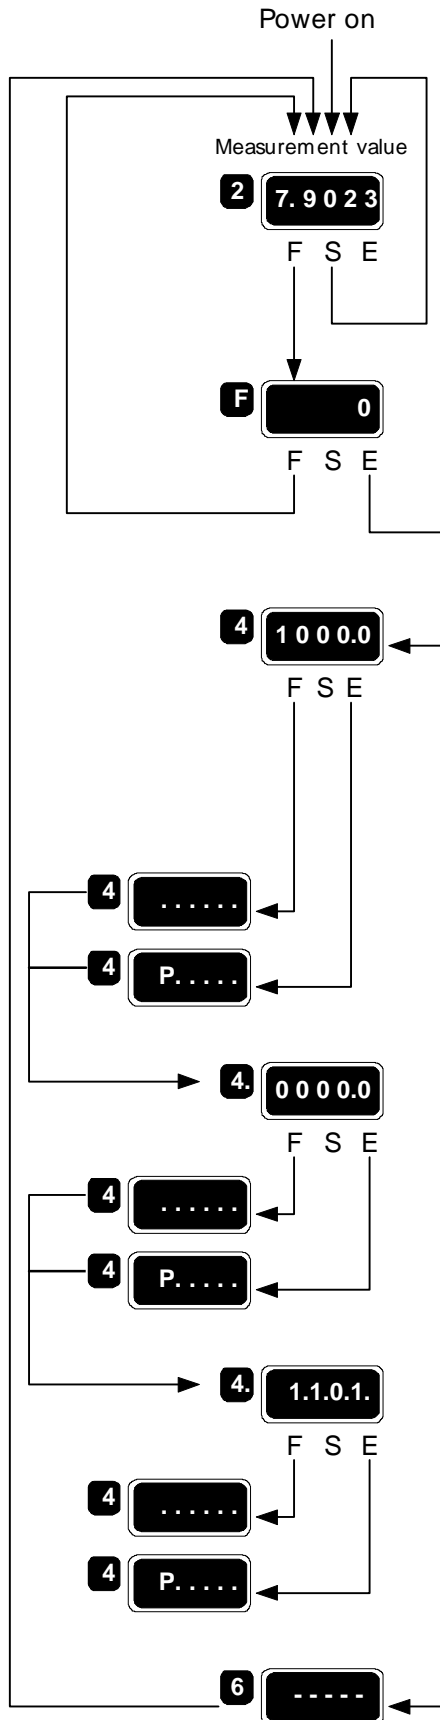 Power on
Measurement value
2 7.9023
F S E
F 0
F S E
4 1000.0
F S E
4 ......
4 P.....
4. 0000.0
F S E
4 ......
4 P.....
4. 1.1.0.1.
F S E
4 ......
4 P.....
6 -----